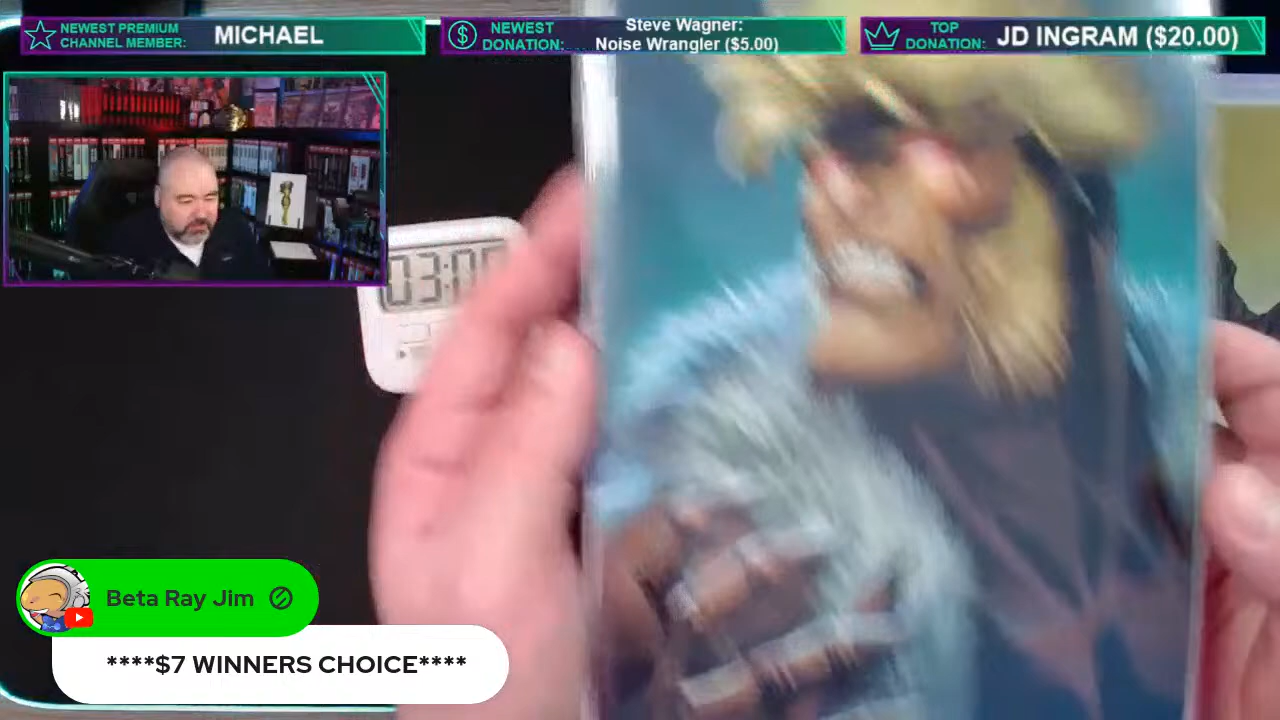 NEWEST PREMIUM
CHANNEL MEMBER:
MICHAEL
NEWEST
DONATION:
Steve Wagner:
Noise Wrangler ($5.00)
TOP
DONATION:
JD INGRAM ($20.00)
Beta Ray Jim
****$7 WINNERS CHOICE****